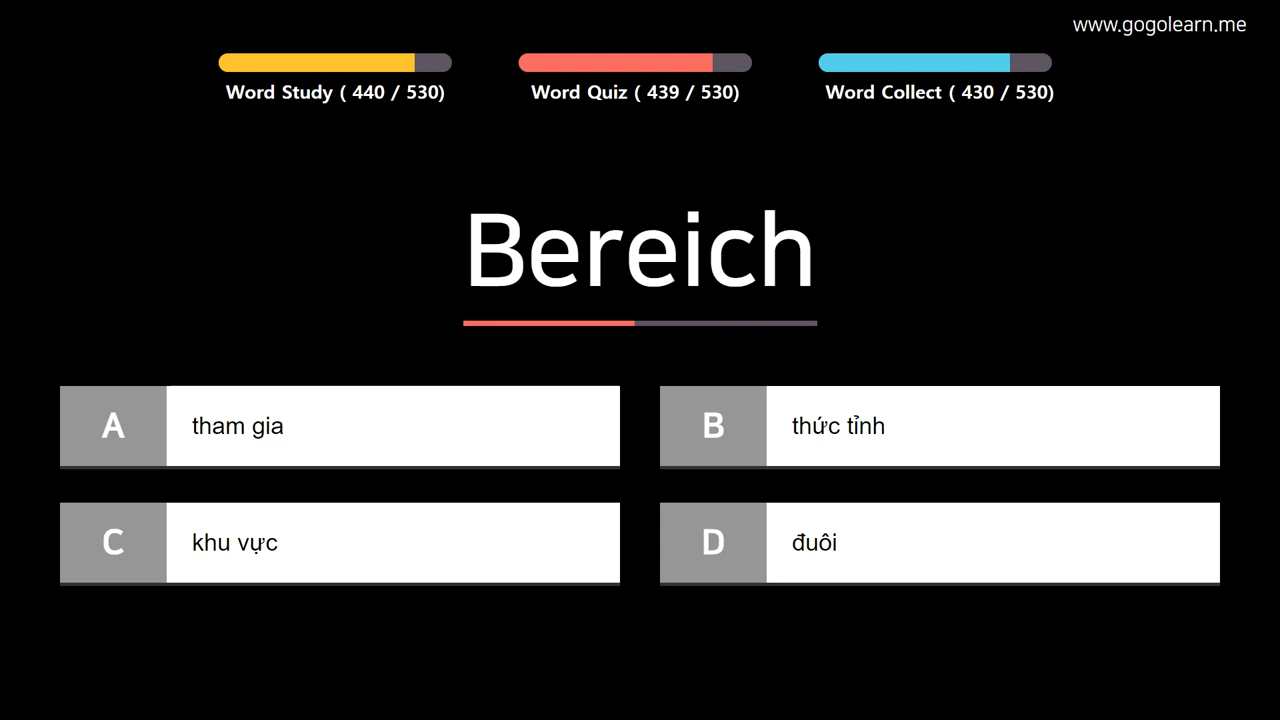 www.gogolearn.me
Word Study ( 440 / 530)
Word Quiz ( 439 / 530)
Word Collect ( 430 / 530)
Bereich
A tham gia
B thức tỉnh
C khu vực
D đuôi